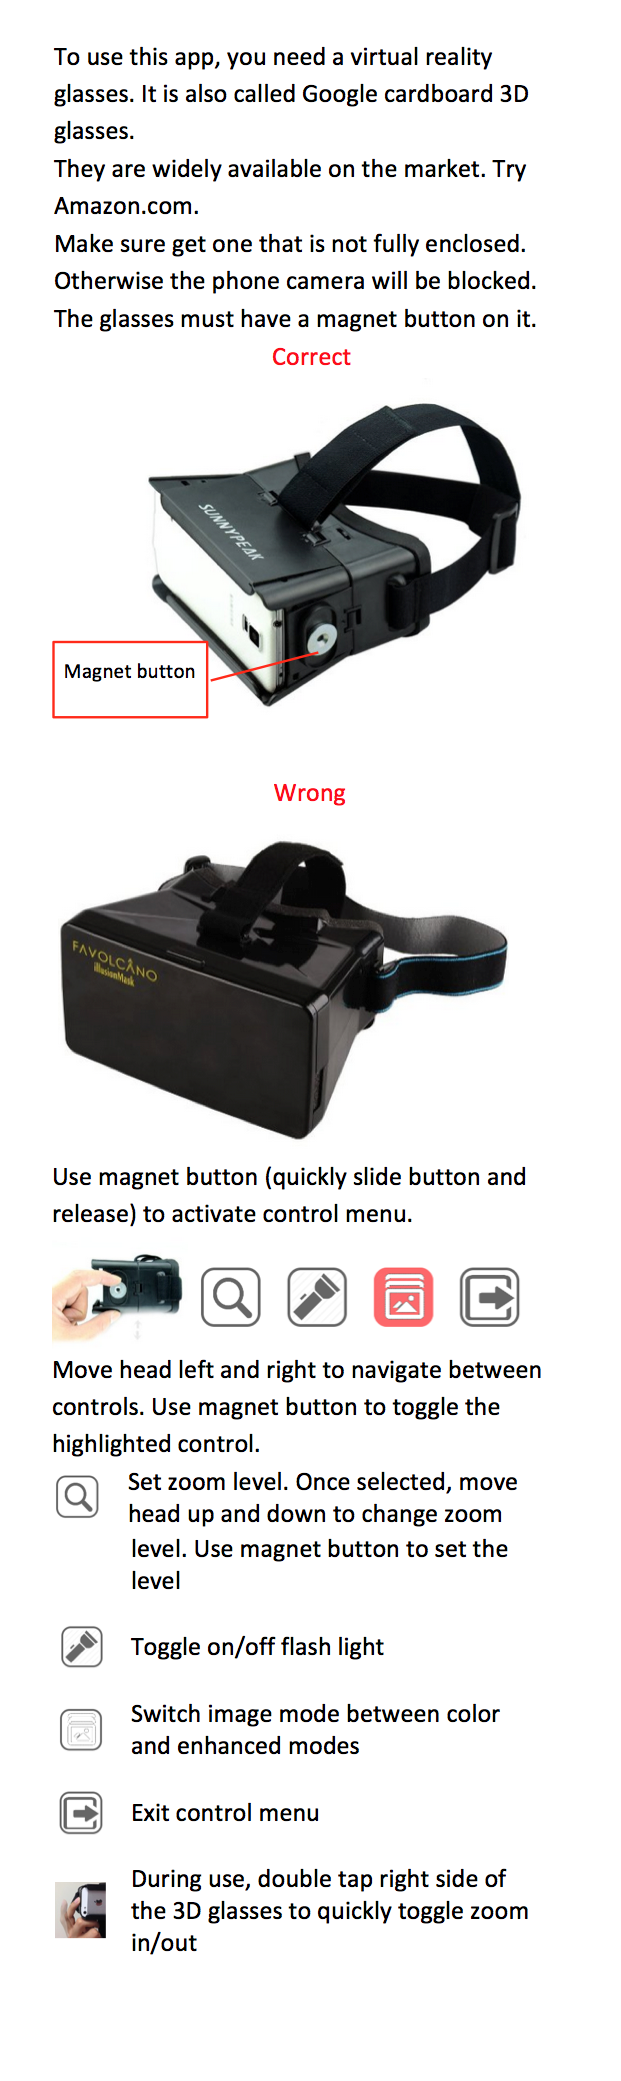 To use this app, you need a virtual reality
glasses. It is also called Google cardboard 3D
glasses.
They are widely available on the market. Try
Amazon.com.
Make sure get one that is not fully enclosed.
Otherwise the phone camera will be blocked.
The glasses must have a magnet button on it.
Correct
SUNNYPEAK
Magnet button
Wrong
FAVOLCANO
illusionMask
Use magnet button (quickly slide button and
release) to activate control menu.
Move head left and right to navigate between
controls. Use magnet button to toggle the
highlighted control.
Set zoom level. Once selected, move
head up and down to change zoom
level. Use magnet button to set the
level
Toggle on/off flash light
Switch image mode between color
and enhanced modes
Exit control menu
During use, double tap right side of
the 3D glasses to quickly toggle zoom
in/out